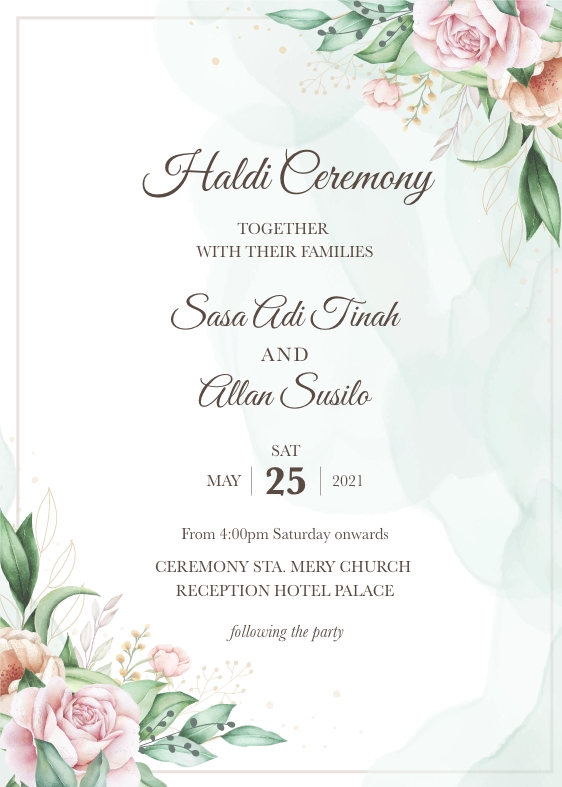 Haldi Ceremony
TOGETHER
WITH THEIR FAMILIES
Sasa Adi Tinah
AND
Allan Susilo
SAT
MAY 25 2021
From 4:00pm Saturday onwards
CEREMONY STA. MERY CHURCH
RECEPTION HOTEL PALACE
following the party